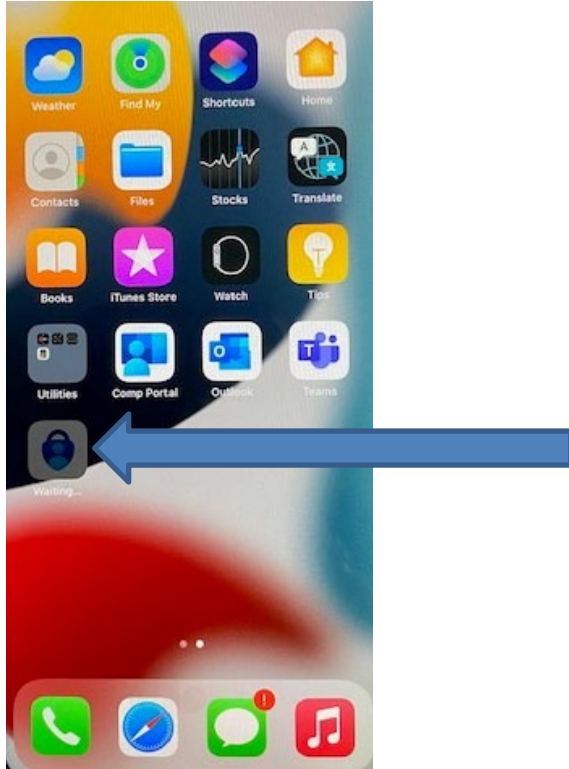 Weather Find My Shortcuts Home
Contacts Files Stocks Translate
A
文
Books iTunes Store Watch Tips
Utilities Comp Portal Outlook Teams
O
T
Waiting...
!